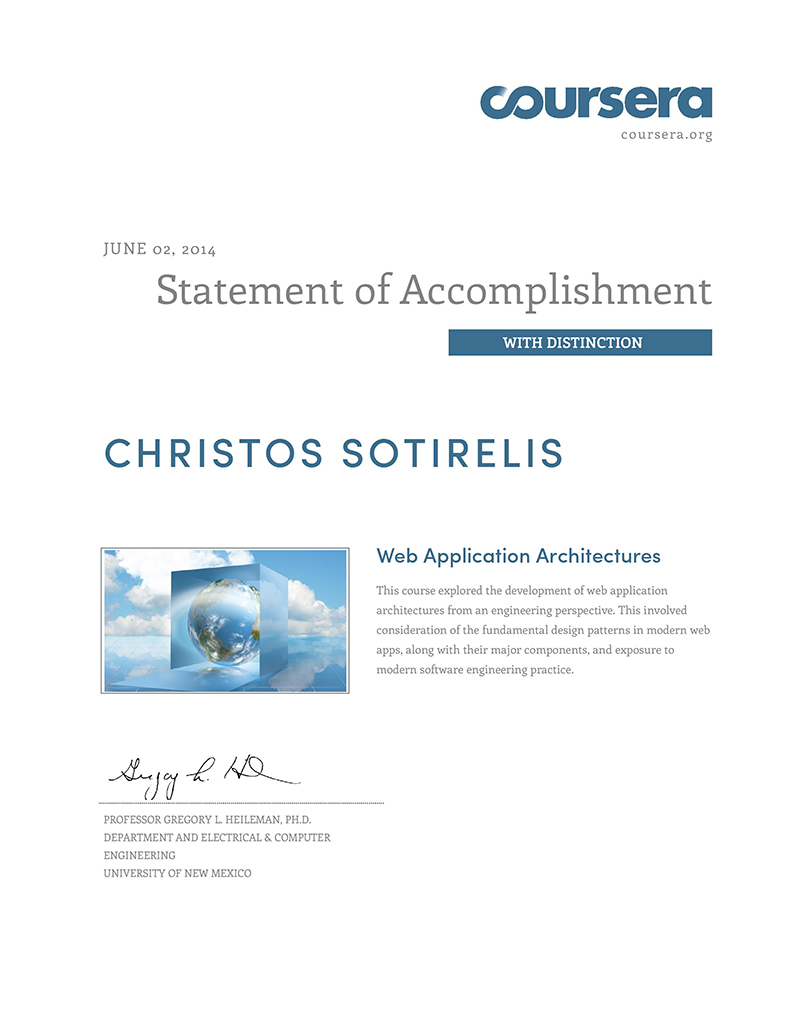 coursera
coursera.org
JUNE 02, 2014
Statement of Accomplishment
WITH DISTINCTION
CHRISTOS SOTIRELIS
Web Application Architectures
This course explored the development of web application
architectures from an engineering perspective. This involved
consideration of the fundamental design patterns in modern web
apps, along with their major components, and exposure to
modern software engineering practice.
Gregory L. H
PROFESSOR GREGORY L. HEILEMAN, PH.D.
DEPARTMENT AND ELECTRICAL & COMPUTER
ENGINEERING
UNIVERSITY OF NEW MEXICO